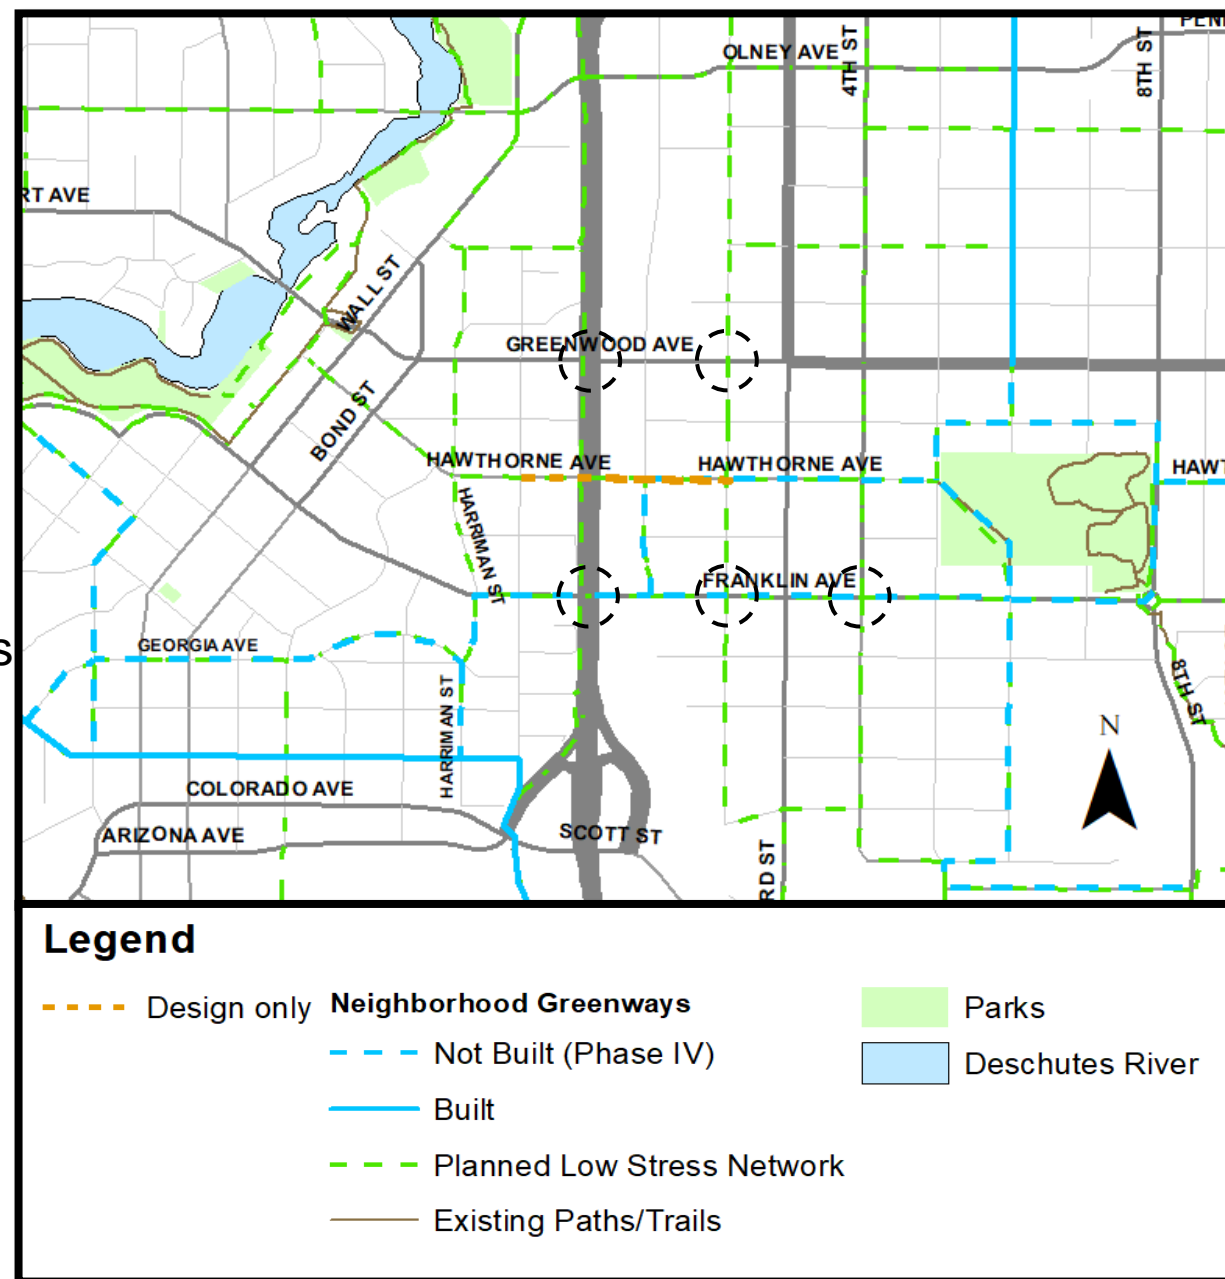 PEN
OLNEY AVE
4TH ST
8TH ST
RT AVE
WALL ST
GREENWOOD AVE
BOND ST
HAWTHORNE AVE
HAWTHORNE AVE
HAWT
HARRIMAN ST
FRANKLIN AVE
S
GEORGIA AVE
8TH ST
HARRIMAN ST
N
COLORADO AVE
ARIZONA AVE
SCOTT ST
RD ST
Legend
Design only
Neighborhood Greenways
Parks
Not Built (Phase IV)
Deschutes River
Built
Planned Low Stress Network
Existing Paths/Trails